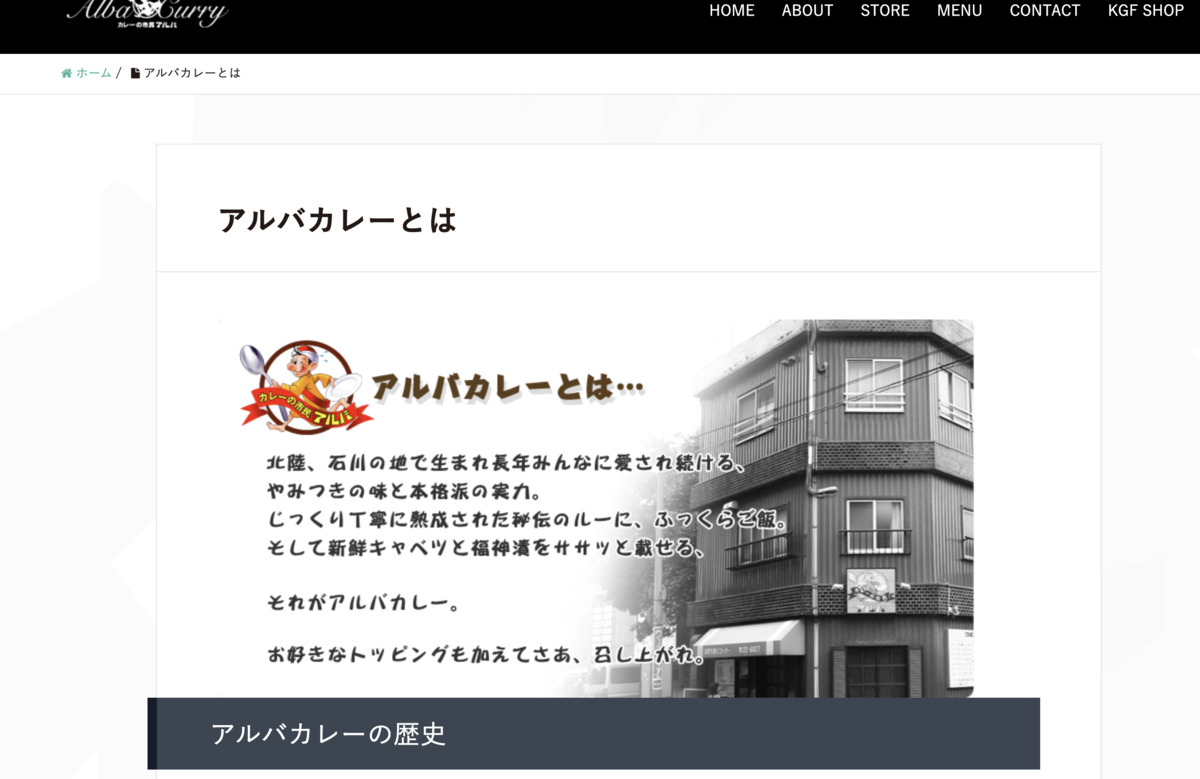 Alba Curry
カレーの市民アルバ
HOME ABOUT STORE MENU CONTACT KGF SHOP
ホーム / アルバカレーとは
アルバカレーとは
カレーの市民 アルバ
アルバカレーとは…
北陸、石川の地で生まれ長年みんなに愛され続ける、
やみつきの味と本格派の実力。
じっくり丁寧に熟成された秘伝のルーに、ふっくらご飯。
そして新鮮キャベツと福神漬をササッと載せる、
それがアルバカレー。
お好きなトッピングも加えてさあ、召し上がれ。
アルバカレーの歴史